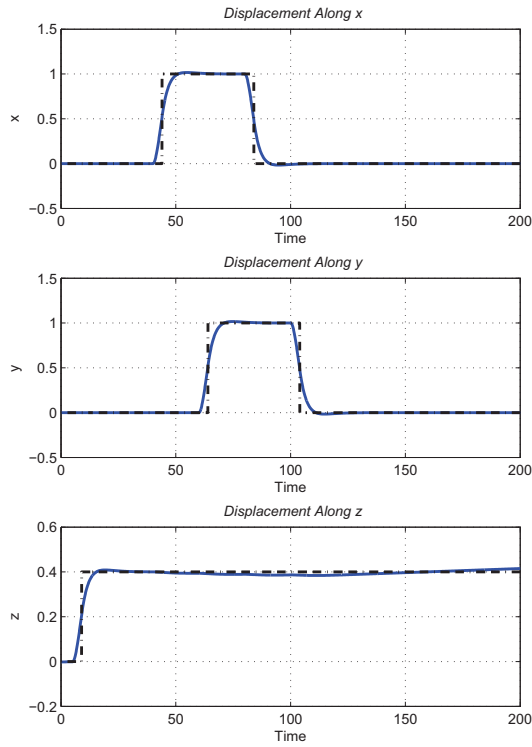 Displacement Along x
1.5
1
0.5
0
−0.5
x
0 50 100 150 200
Time
Displacement Along y
1.5
1
0.5
0
−0.5
y
0 50 100 150 200
Time
Displacement Along z
0.6
0.4
0.2
0
−0.2
z
0 50 100 150 200
Time